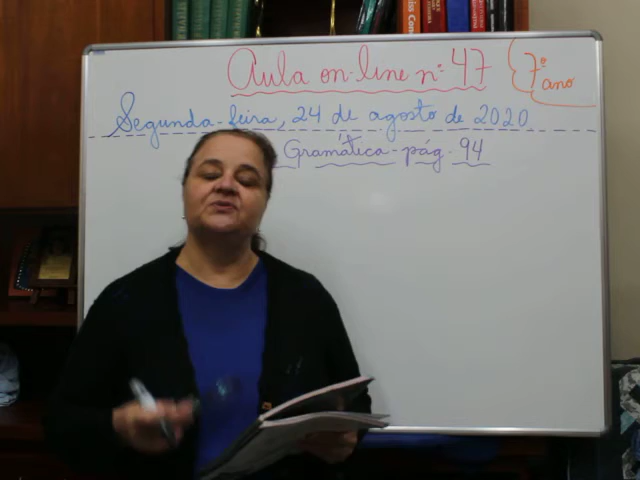 Aula on-line nº 47
7º ano
Segunda-feira, 24 de agosto de 2020
Gramática - pág. 94